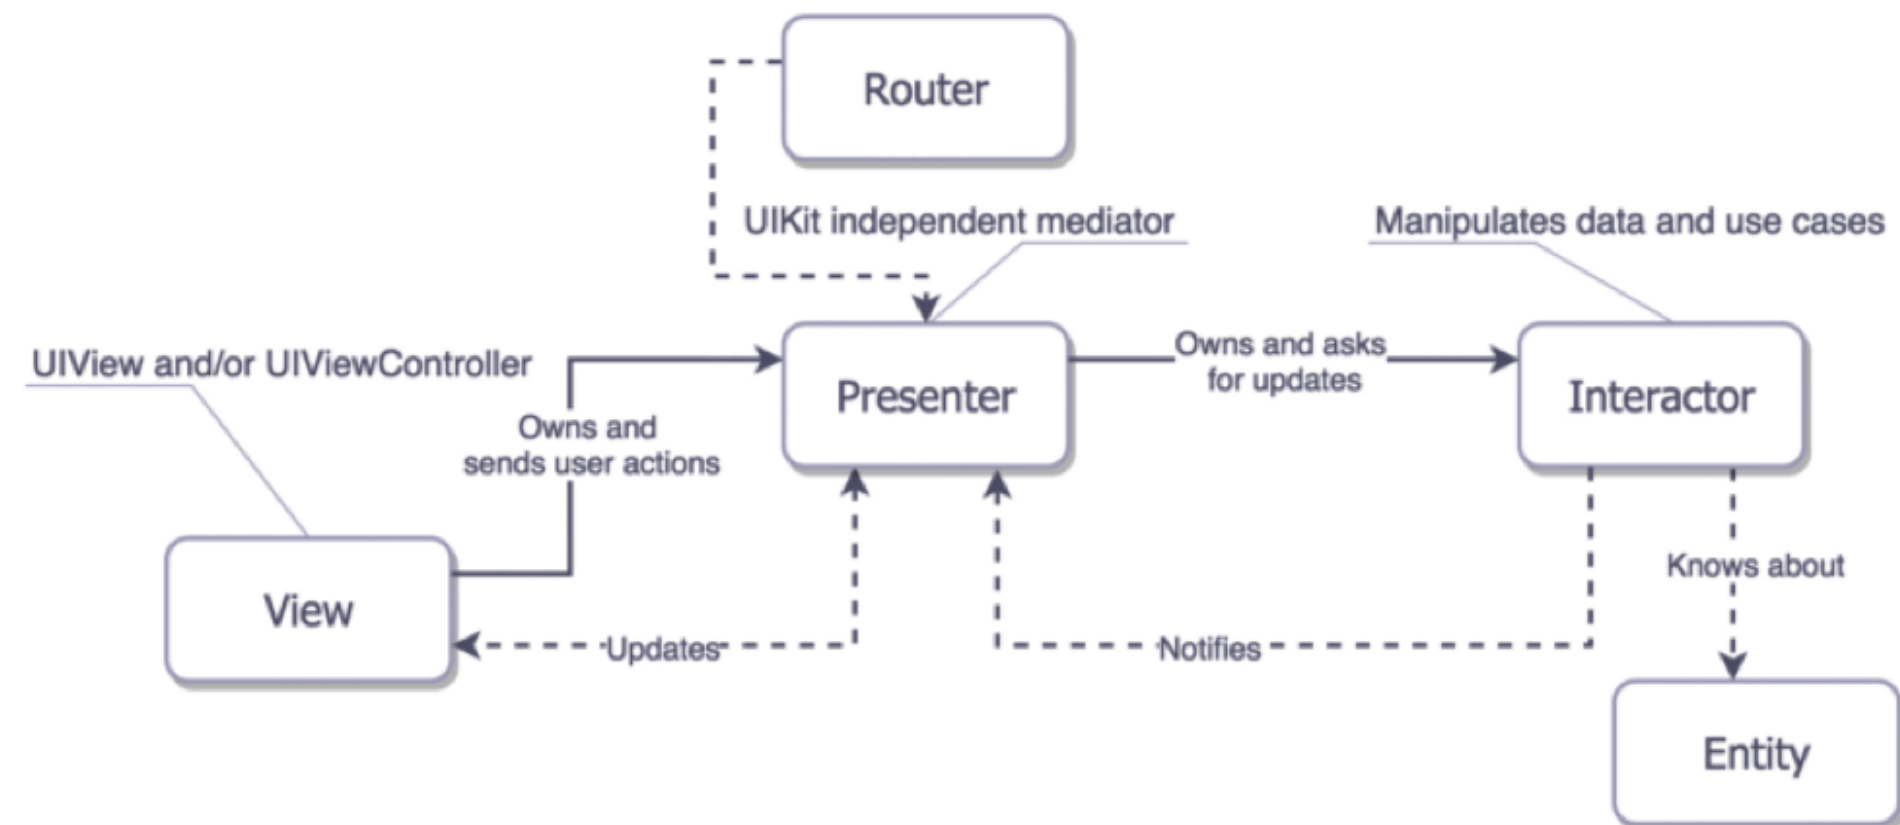 Router
UIKit independent mediator
Manipulates data and use cases
UIView and/or UIViewController
Owns and asks
for updates
Presenter
Interactor
Owns and
sends user actions
Knows about
View
Updates
Notifies
Entity